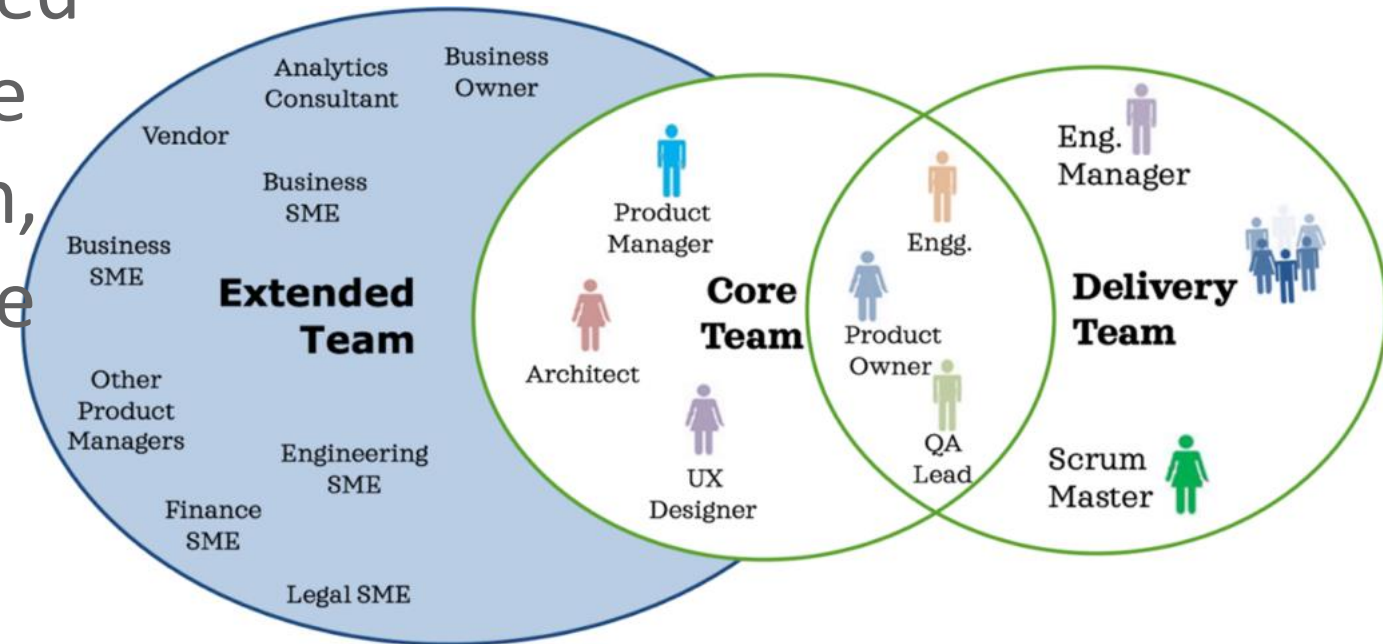 ed
e
n,
e
Analytics
Consultant
Business
Owner
Vendor
Business
SME
Business
SME
Extended
Team
Other
Product
Managers
Engineering
SME
Finance
SME
Legal SME
Product
Manager
Architect
Core
Team
UX
Designer
Engg.
Product
Owner
QA
Lead
Eng.
Manager
Delivery
Team
Scrum
Master